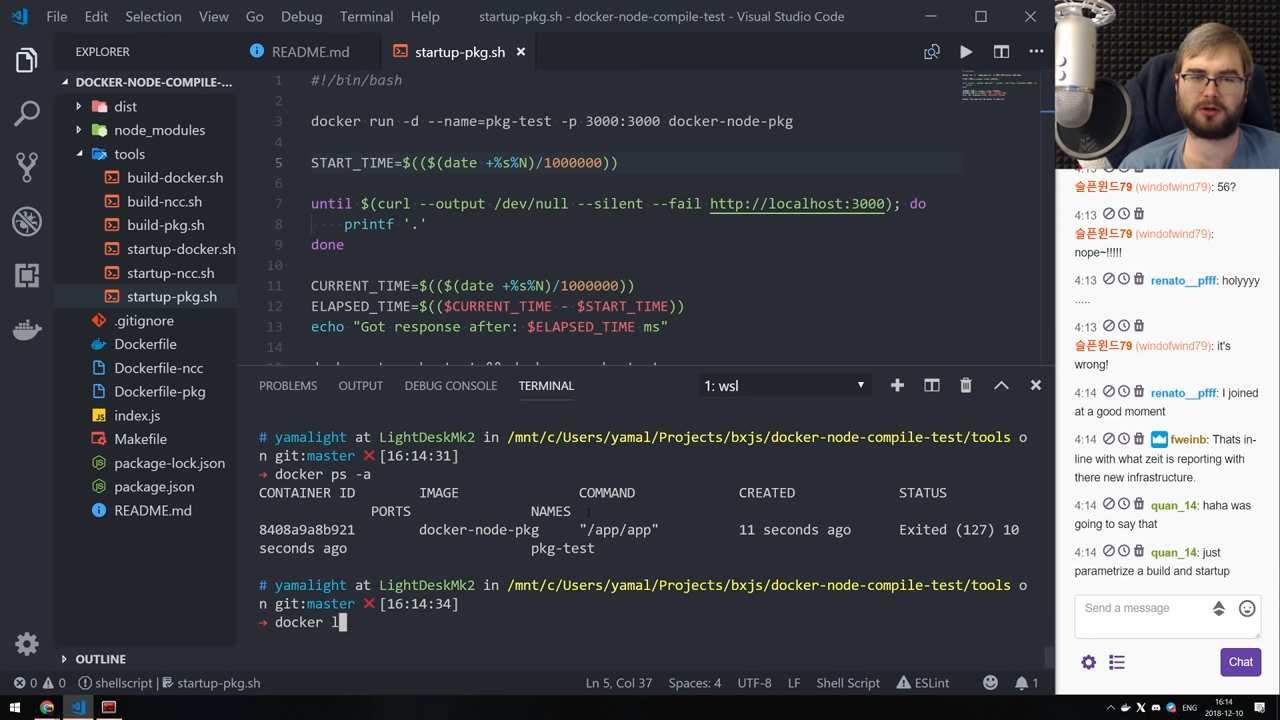 File Edit Selection View Go Debug Terminal Help startup-pkg.sh - docker-node-compile-test - Visual Studio Code
EXPLORER
README.md startup-pkg.sh
DOCKER-NODE-COMPILE-...
dist
node_modules
tools
build-docker.sh
build-ncc.sh
build-pkg.sh
startup-docker.sh
startup-ncc.sh
startup-pkg.sh
.gitignore
Dockerfile
Dockerfile-ncc
Dockerfile-pkg
index.js
Makefile
package-lock.json
package.json
README.md
OUTLINE
1 #!/bin/bash
2
3 docker run -d --name=pkg-test -p 3000:3000 docker-node-pkg
4
5 START_TIME=$(($(date +%s%N)/1000000))
6
7 until $(curl --output /dev/null --silent --fail http://localhost:3000); do
8 printf '.'
9 done
10
11 CURRENT_TIME=$(($(date +%s%N)/1000000))
12 ELAPSED_TIME=$(($CURRENT_TIME - $START_TIME))
13 echo "Got response after: $ELAPSED_TIME ms"
14
PROBLEMS OUTPUT DEBUG CONSOLE TERMINAL 1: wsl
# yamalight at LightDeskMk2 in /mnt/c/Users/yamal/Projects/bxjs/docker-node-compile-test/tools o
n git:master ✕ [16:14:31]
→ docker ps -a
CONTAINER ID IMAGE COMMAND CREATED STATUS
PORTS NAMES
8408a9a8b921 docker-node-pkg "/app/app" 11 seconds ago Exited (127) 10
seconds ago pkg-test
# yamalight at LightDeskMk2 in /mnt/c/Users/yamal/Projects/bxjs/docker-node-compile-test/tools o
n git:master ✕ [16:14:34]
→ docker l
0 0 shellscript startup-pkg.sh Ln 5, Col 37 Spaces: 4 UTF-8 LF Shell Script ESLint 1
4:13
슬픈윈드79 (windofwind79): 56?
4:13
슬픈윈드79 (windofwind79):
nope~!!!!!
4:13 renato__pfff: holyyyy
.....
4:13
슬픈윈드79 (windofwind79): it's
wrong!
4:14 renato__pfff: I joined
at a good moment
4:14 fweinb: Thats in-
line with what zeit is reporting with
there new infrastructure.
4:14 quan_14: haha was
going to say that
4:14 quan_14: just
parametrize a build and startup
Send a message
Chat
ENG 16:14
2018-12-10